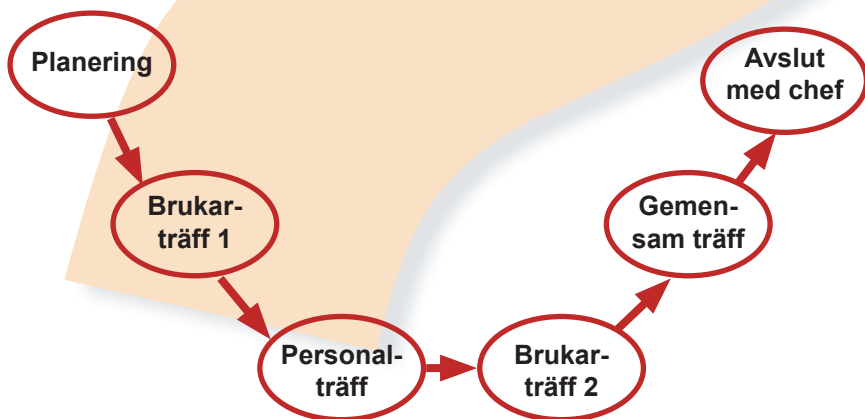 Planering
Brukar-
träff 1
Personal-
träff
Brukar-
träff 2
Gemen-
sam träff
Avslut
med chef